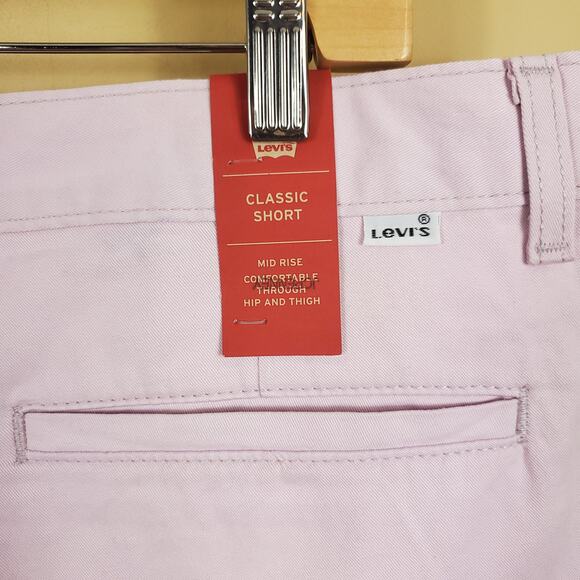 Levi's
CLASSIC
SHORT
MID RISE
COMFORTABLE
THROUGH
HIP AND THIGH
LEVI'S®